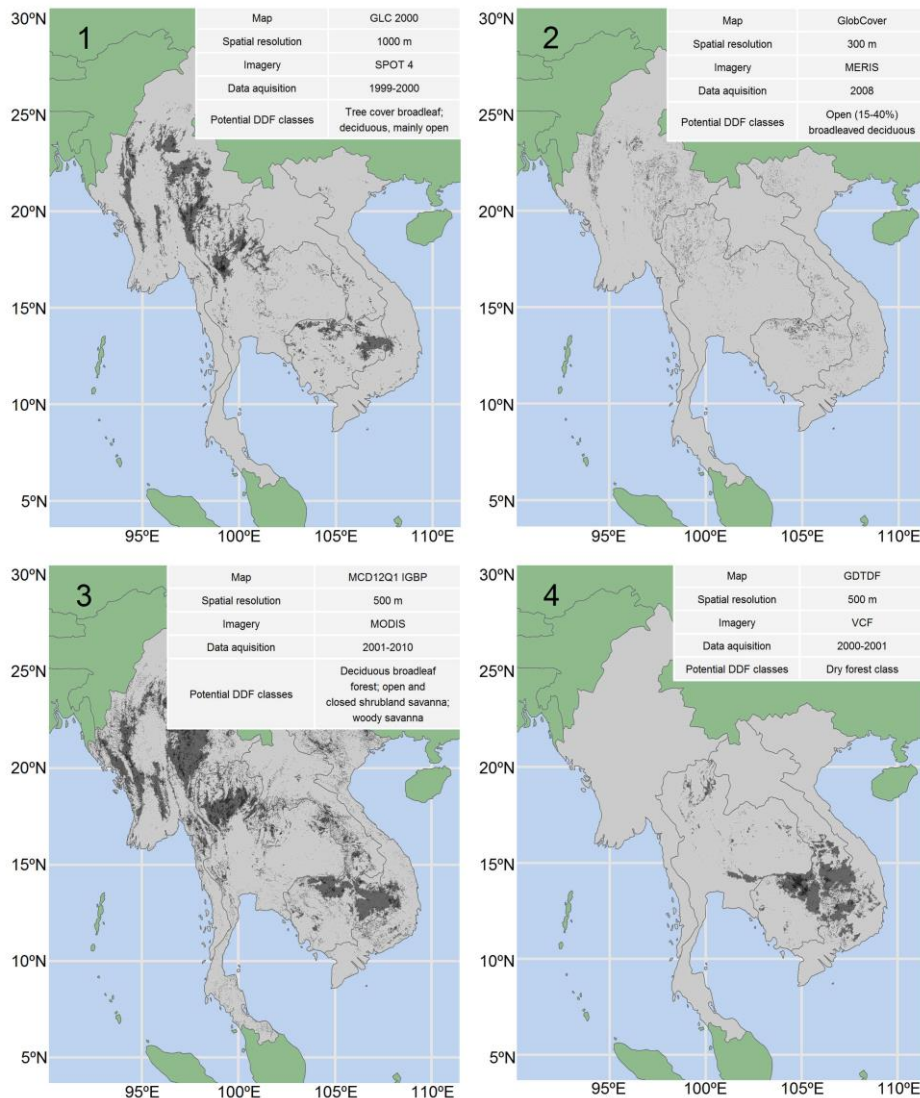 1
Map GLC 2000
Spatial resolution 1000 m
Imagery SPOT 4
Data aquisition 1999-2000
Potential DDF classes Tree cover broadleaf;
deciduous, mainly open
30ºN
25ºN
20ºN
15ºN
10ºN
5ºN
95ºE 100ºE 105ºE 110ºE
2
Map GlobCover
Spatial resolution 300 m
Imagery MERIS
Data aquisition 2008
Potential DDF classes Open (15-40%)
broadleaved deciduous
30ºN
25ºN
20ºN
15ºN
10ºN
5ºN
95ºE 100ºE 105ºE 110ºE
3
Map MCD12Q1 IGBP
Spatial resolution 500 m
Imagery MODIS
Data aquisition 2001-2010
Potential DDF classes Deciduous broadleaf
forest; open and
closed shrubland savanna;
woody savanna
30ºN
25ºN
20ºN
15ºN
10ºN
5ºN
95ºE 100ºE 105ºE 110ºE
4
Map GDTDF
Spatial resolution 500 m
Imagery VCF
Data aquisition 2000-2001
Potential DDF classes Dry forest class
30ºN
25ºN
20ºN
15ºN
10ºN
5ºN
95ºE 100ºE 105ºE 110ºE